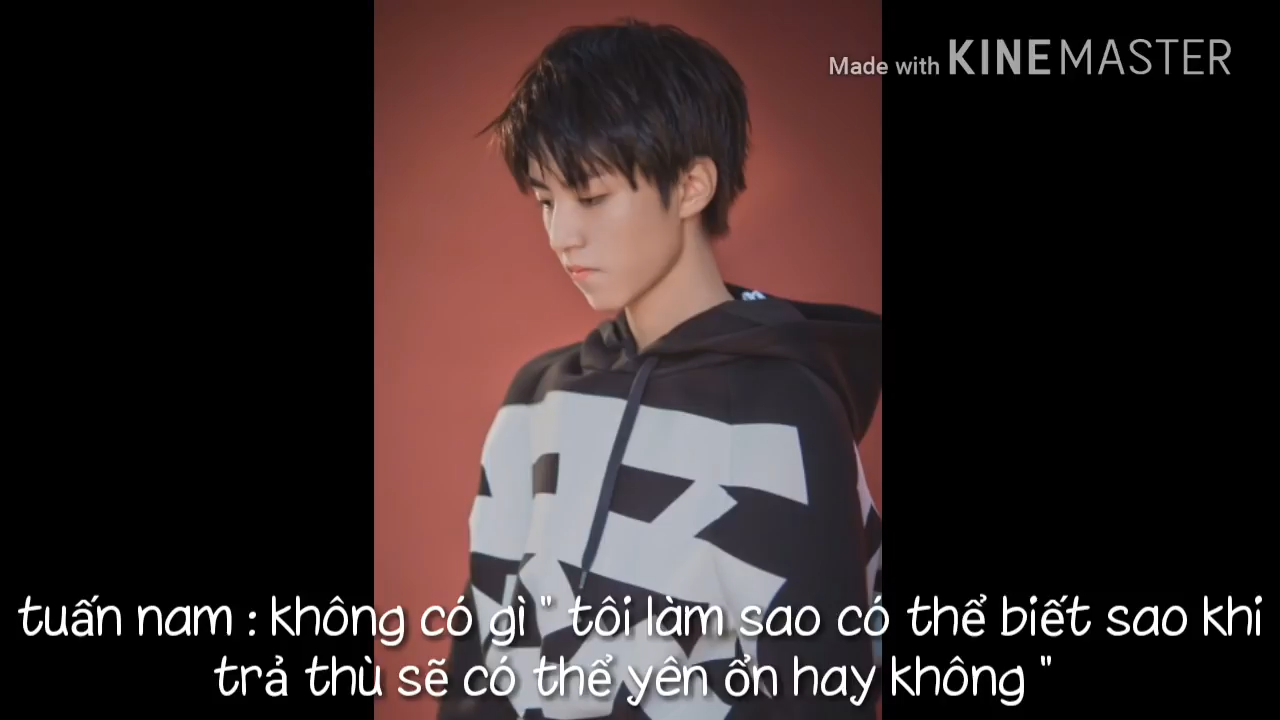 Made with KINEMASTER
tuấn nam : không có gì " tôi làm sao có thể biết sao khi
trả thù sẽ có thể yên ổn hay không "